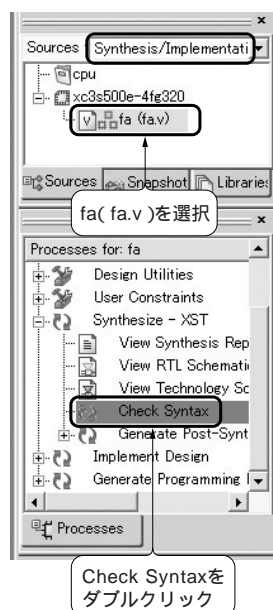 Sources Synthesis/Implementati
cpu
xc3s500e-4fg320
fa (fa.v)
Sources Snapshot Libraries
fa( fa.v )を選択
Processes for: fa
Design Utilities
User Constraints
Synthesize - XST
View Synthesis Rep
View RTL Schemati
View Technology Sc
Check Syntax
Generate Post-Synt
Implement Design
Generate Programming
Processes
Check Syntaxを
ダブルクリック